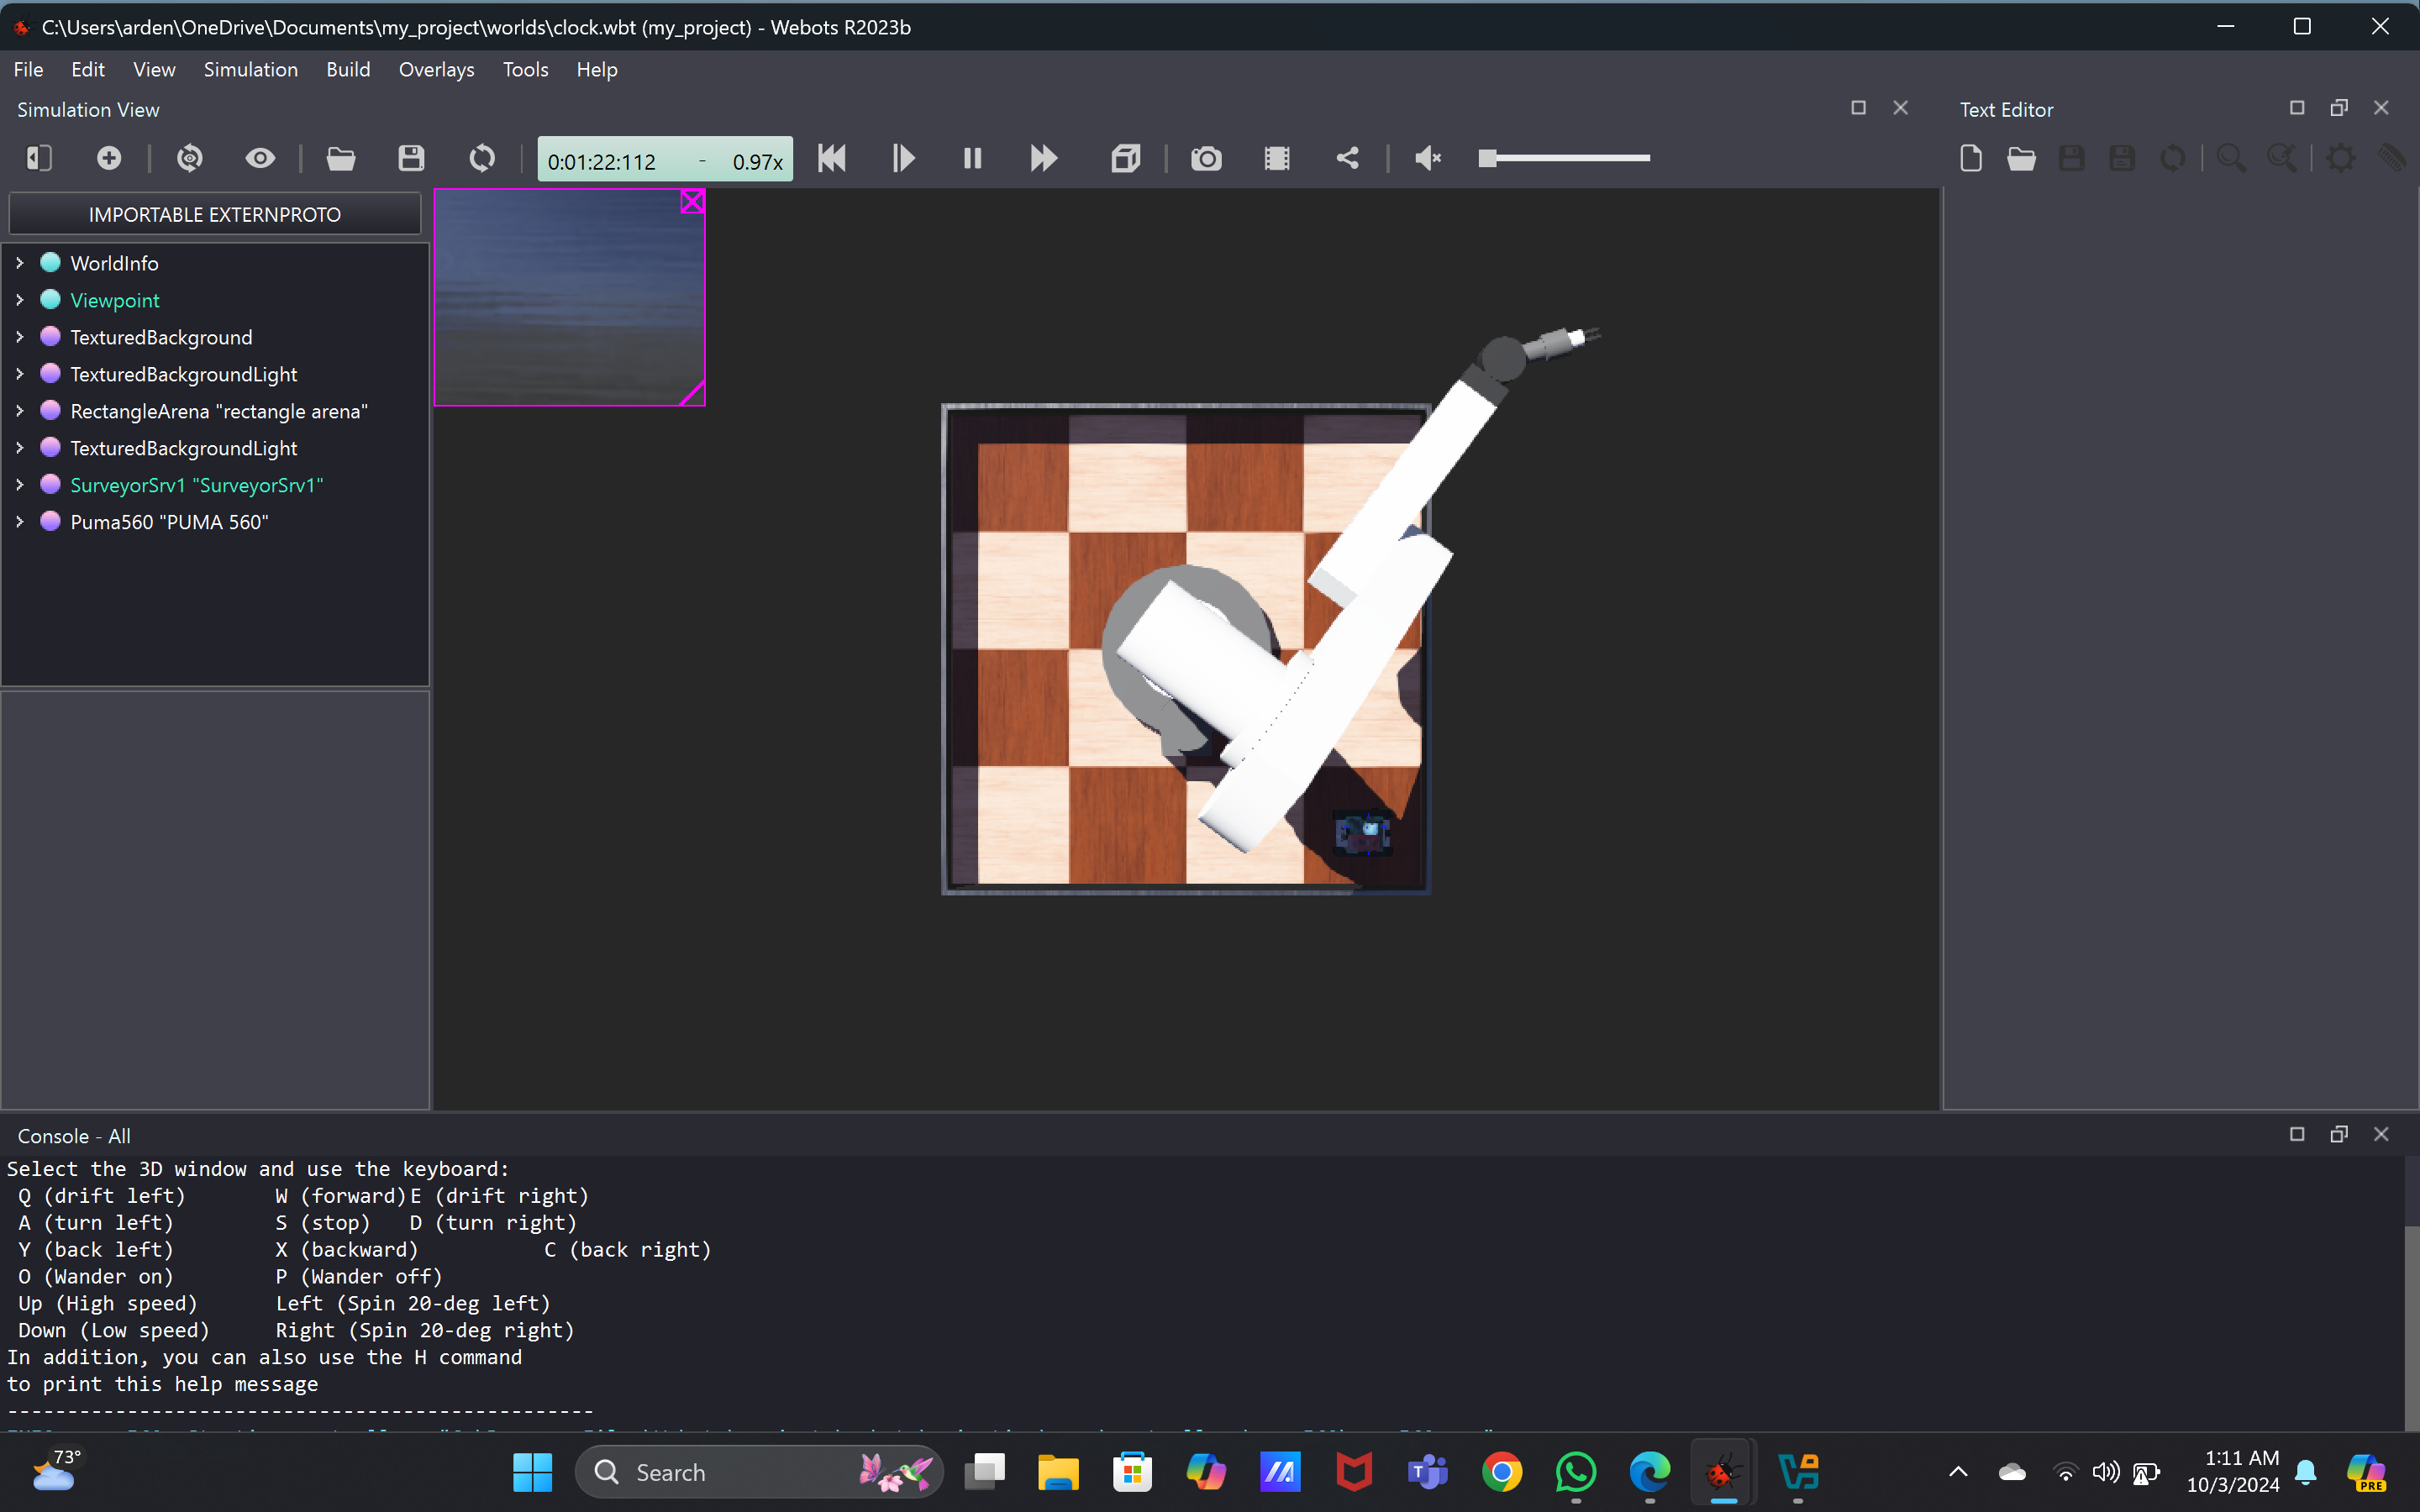 C:\Users\arden\OneDrive\Documents\my_project\worlds\clock.wbt (my_project) - Webots R2023b
File Edit View Simulation Build Overlays Tools Help
Simulation View
Text Editor
0:01:22:112 - 0.97x
IMPORTABLE EXTERNPROTO
WorldInfo
Viewpoint
TexturedBackground
TexturedBackgroundLight
RectangleArena "rectangle arena"
TexturedBackgroundLight
SurveyorSrv1 "SurveyorSrv1"
Puma560 "PUMA 560"
Console - All
Select the 3D window and use the keyboard:
Q (drift left) W (forward) E (drift right)
A (turn left) S (stop) D (turn right)
Y (back left) X (backward) C (back right)
O (Wander on) P (Wander off)
Up (High speed) Left (Spin 20-deg left)
Down (Low speed) Right (Spin 20-deg right)
In addition, you can also use the H command
to print this help message
--------------------------------------------------
73°
Search
1:11 AM
10/3/2024
PRE